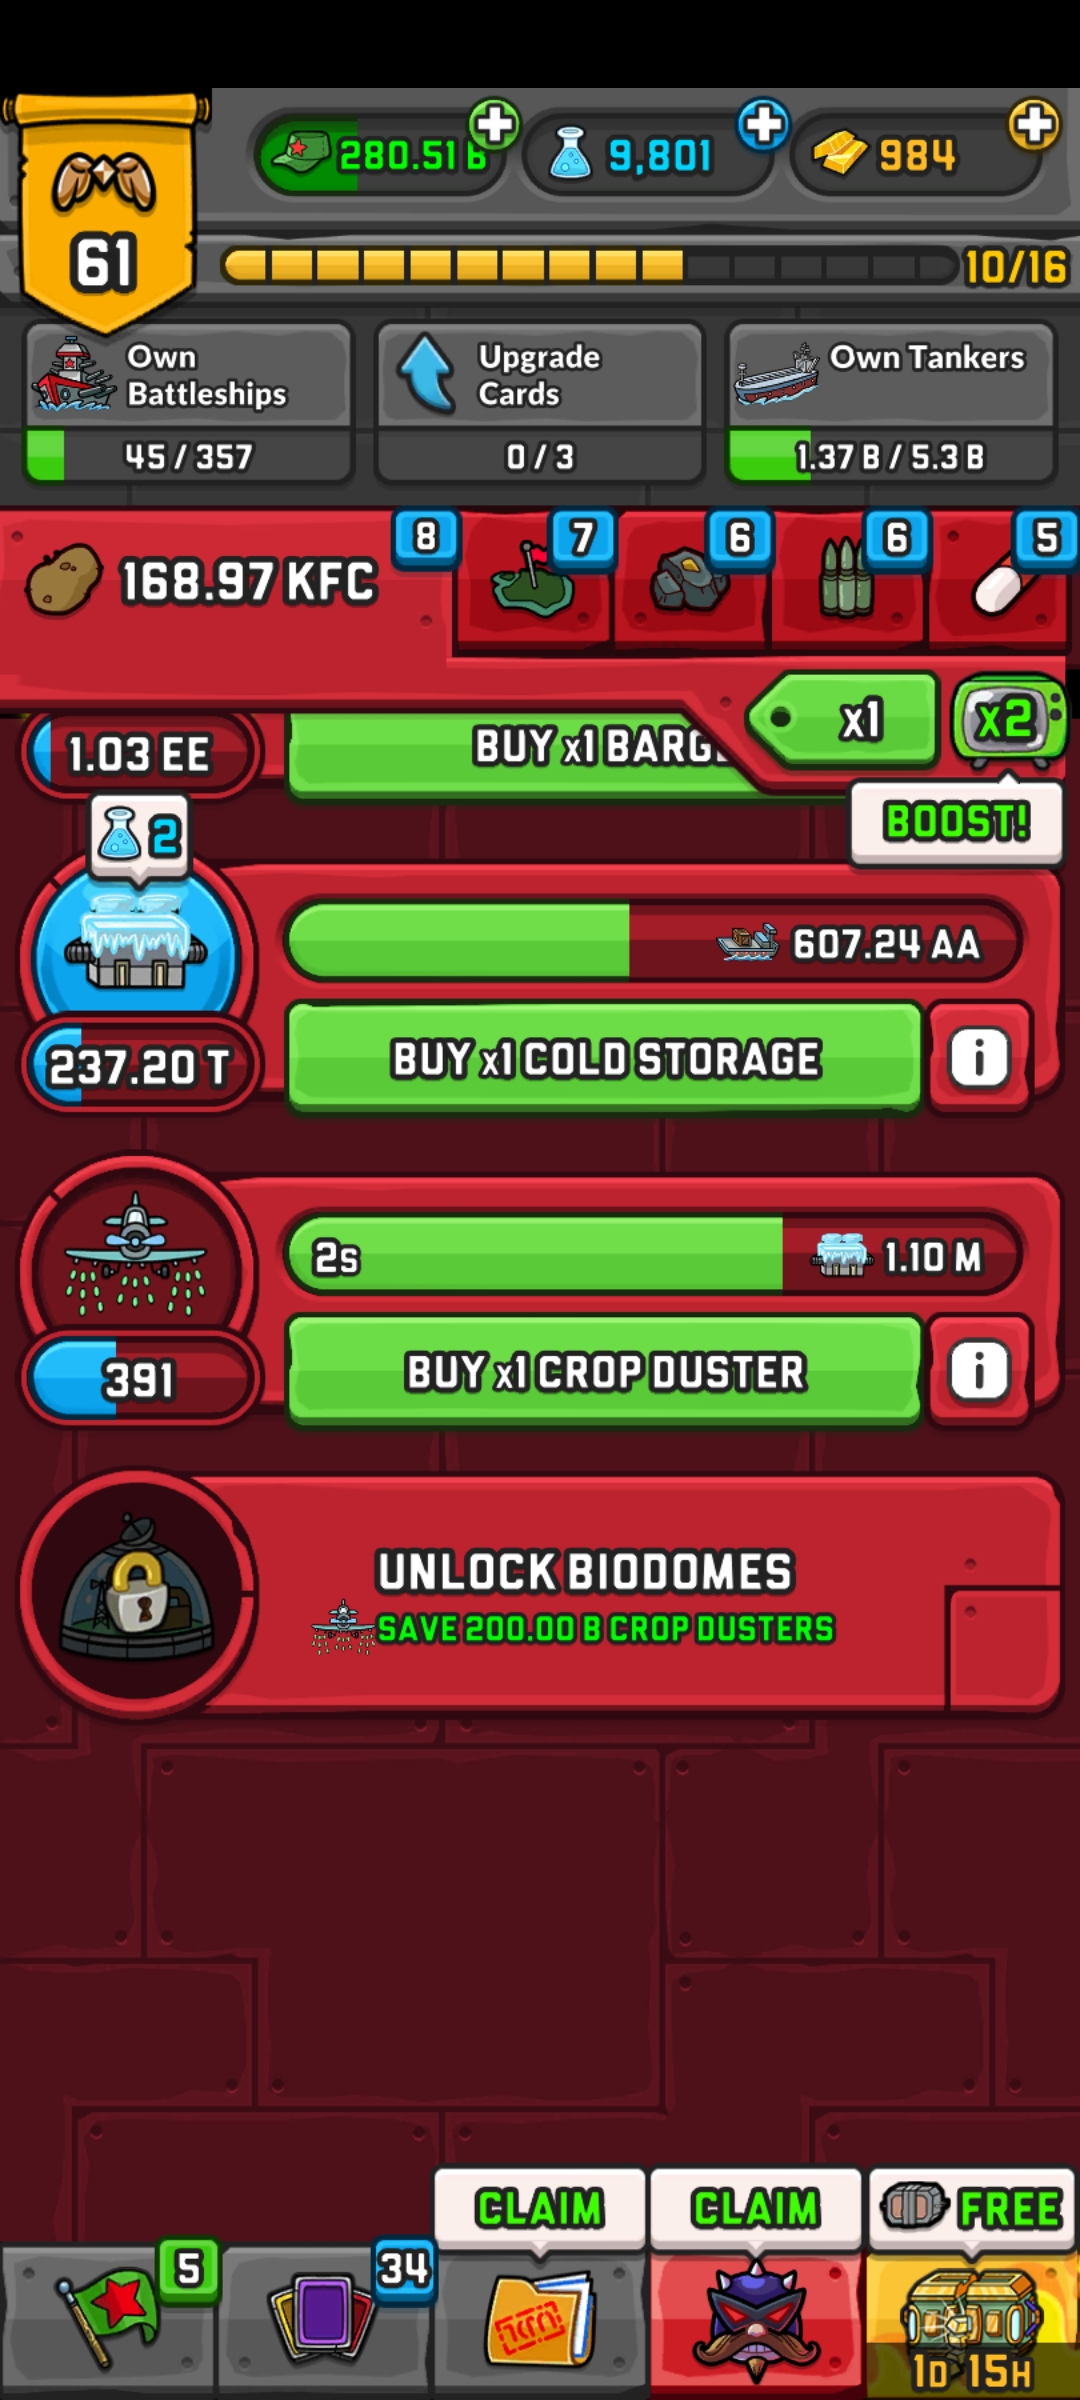 280.51 B
9,801
984
61
10/16
Own
Battleships
45 / 357
Upgrade
Cards
0 / 3
Own Tankers
1.37 B / 5.3 B
168.97 KFC
8
7
6
6
5
x1
x2
BOOST!
1.03 EE
BUY x1 BARG
2
607.24 AA
237.20 T
BUY x1 COLD STORAGE
i
2s
1.10 M
391
BUY x1 CROP DUSTER
i
UNLOCK BIODOMES
SAVE 200.00 B CROP DUSTERS
CLAIM
CLAIM
FREE
5
34
1D 15H